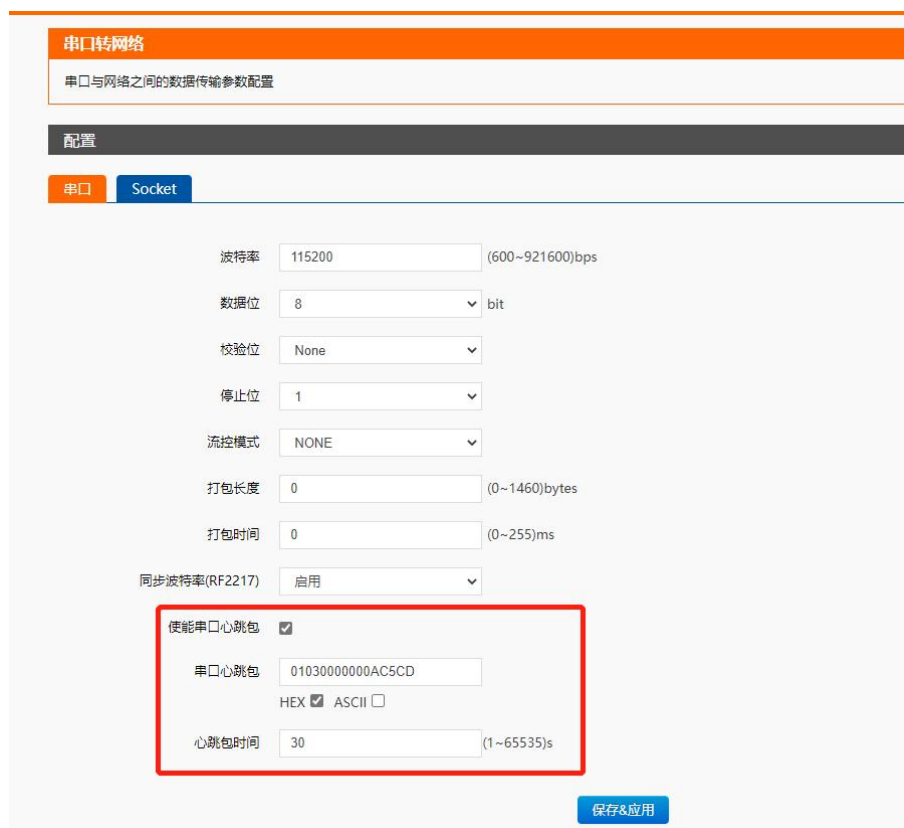 串口转网络
串口与网络之间的数据传输参数配置
配置
串口 Socket
波特率 115200 (600~921600)bps
数据位 8 bit
校验位 None
停止位 1
流控模式 NONE
打包长度 0 (0~1460)bytes
打包时间 0 (0~255)ms
同步波特率(RF2217) 启用
使能串口心跳包
串口心跳包 01030000000AC5CD
HEX ASCII
心跳包时间 30 (1~65535)s
保存&应用